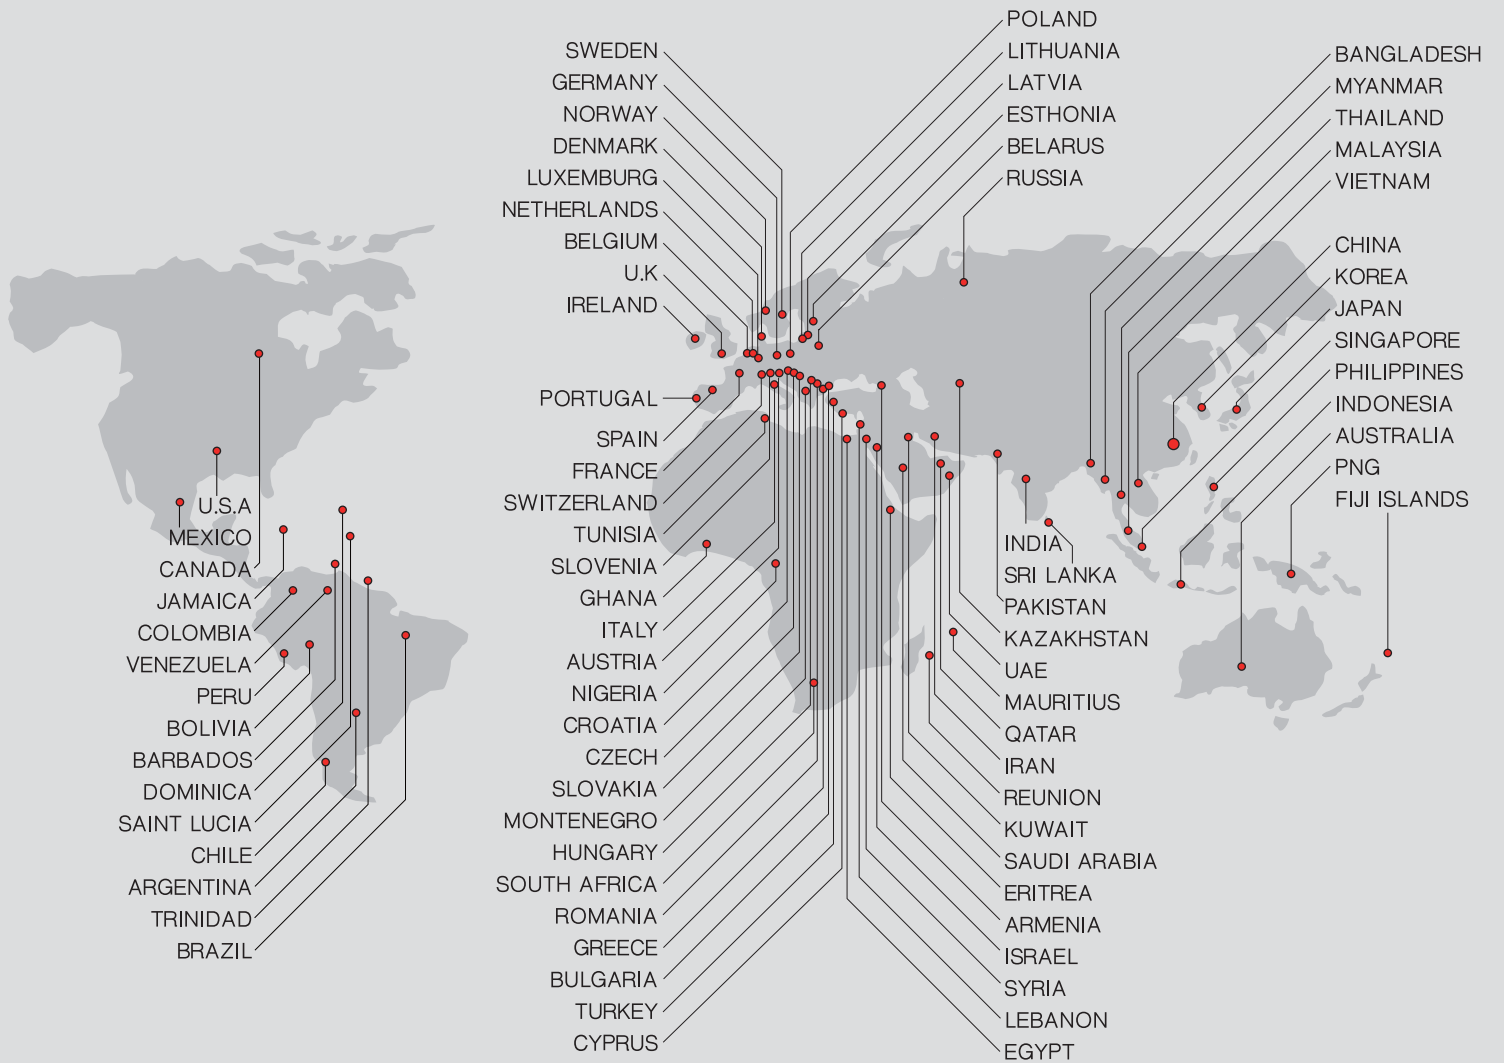 SWEDEN
GERMANY
NORWAY
DENMARK
LUXEMBURG
NETHERLANDS
BELGIUM
U.K
IRELAND
POLAND
LITHUANIA
LATVIA
ESTHONIA
BELARUS
RUSSIA
BANGLADESH
MYANMAR
THAILAND
MALAYSIA
VIETNAM
CHINA
KOREA
JAPAN
SINGAPORE
PHILIPPINES
INDONESIA
AUSTRALIA
PNG
FIJI ISLANDS
U.S.A
MEXICO
CANADA
JAMAICA
COLOMBIA
VENEZUELA
PERU
BOLIVIA
BARBADOS
DOMINICA
SAINT LUCIA
CHILE
ARGENTINA
TRINIDAD
BRAZIL
PORTUGAL
SPAIN
FRANCE
SWITZERLAND
TUNISIA
SLOVENIA
GHANA
ITALY
AUSTRIA
NIGERIA
CROATIA
CZECH
SLOVAKIA
MONTENEGRO
HUNGARY
SOUTH AFRICA
ROMANIA
GREECE
BULGARIA
TURKEY
CYPRUS
INDIA
SRI LANKA
PAKISTAN
KAZAKHSTAN
UAE
MAURITIUS
QATAR
IRAN
REUNION
KUWAIT
SAUDI ARABIA
ERITREA
ARMENIA
ISRAEL
SYRIA
LEBANON
EGYPT